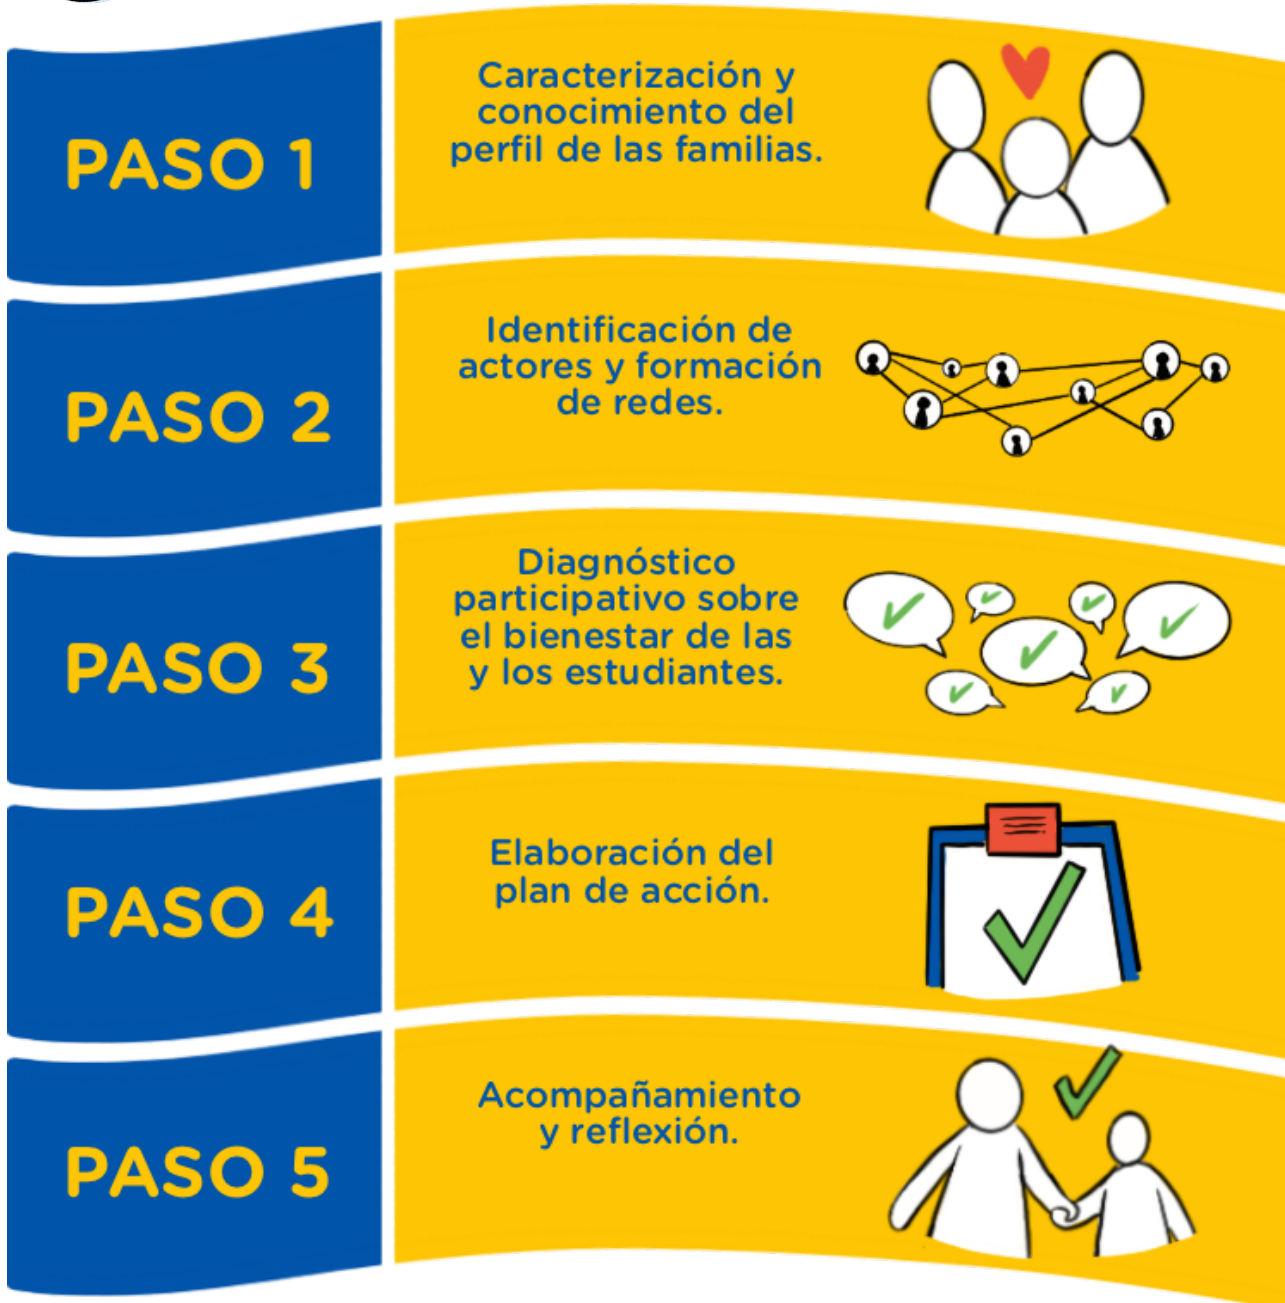 PASO 1
Caracterización y
conocimiento del
perfil de las familias.
PASO 2
Identificación de
actores y formación
de redes.
PASO 3
Diagnóstico
participativo sobre
el bienestar de las
y los estudiantes.
PASO 4
Elaboración del
plan de acción.
PASO 5
Acompañamiento
y reflexión.